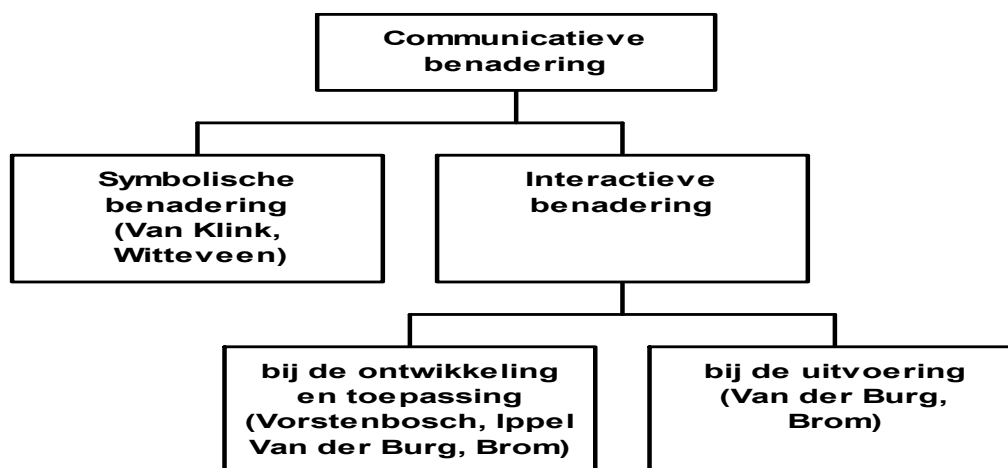 Communicatieve
benadering
Symbolische
benadering
(Van Klink,
Witteveen)
Interactieve
benadering
bij de ontwikkeling
en toepassing
(Vorstenbosch, Ippel
Van der Burg, Brom)
bij de uitvoering
(Van der Burg,
Brom)